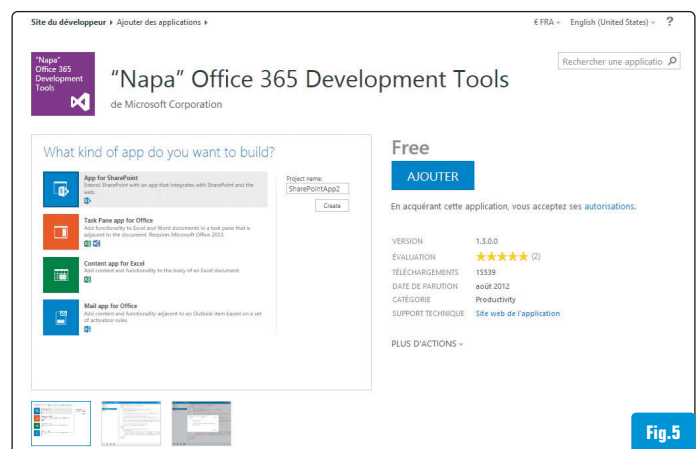 Site du développeur ▸ Ajouter des applications ▸
€ FRA English (United States) ?
Rechercher une applicatio
"Napa"
Office 365
Development
Tools
"Napa" Office 365 Development Tools
de Microsoft Corporation
What kind of app do you want to build?
App for SharePoint
Extend SharePoint with an app that integrates with SharePoint and the
web.
Task Pane app for Office
Add functionality to Excel and Word documents in a task pane that is
adjacent to the document. Requires Microsoft Office 2013.
Content app for Excel
Add content and functionality to the body of an Excel document.
Mail app for Office
Add content and functionality adjacent to an Outlook item based on a set
of activation rules.
Project name:
SharePointApp2
Create
Free
AJOUTER
En acquérant cette application, vous acceptez ses autorisations.
VERSION 1.3.0.0
ÉVALUATION (2)
TÉLÉCHARGEMENTS 15539
DATE DE PARUTION août 2012
CATÉGORIE Productivity
SUPPORT TECHNIQUE Site web de l'application
PLUS D'ACTIONS
Fig.5